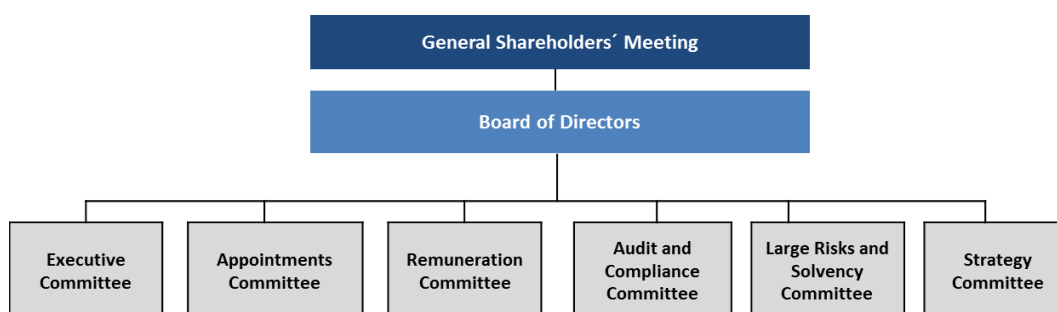 General Shareholders´ Meeting
Board of Directors
Executive
Committee
Appointments
Committee
Remuneration
Committee
Audit and
Compliance
Committee
Large Risks and
Solvency
Committee
Strategy
Committee